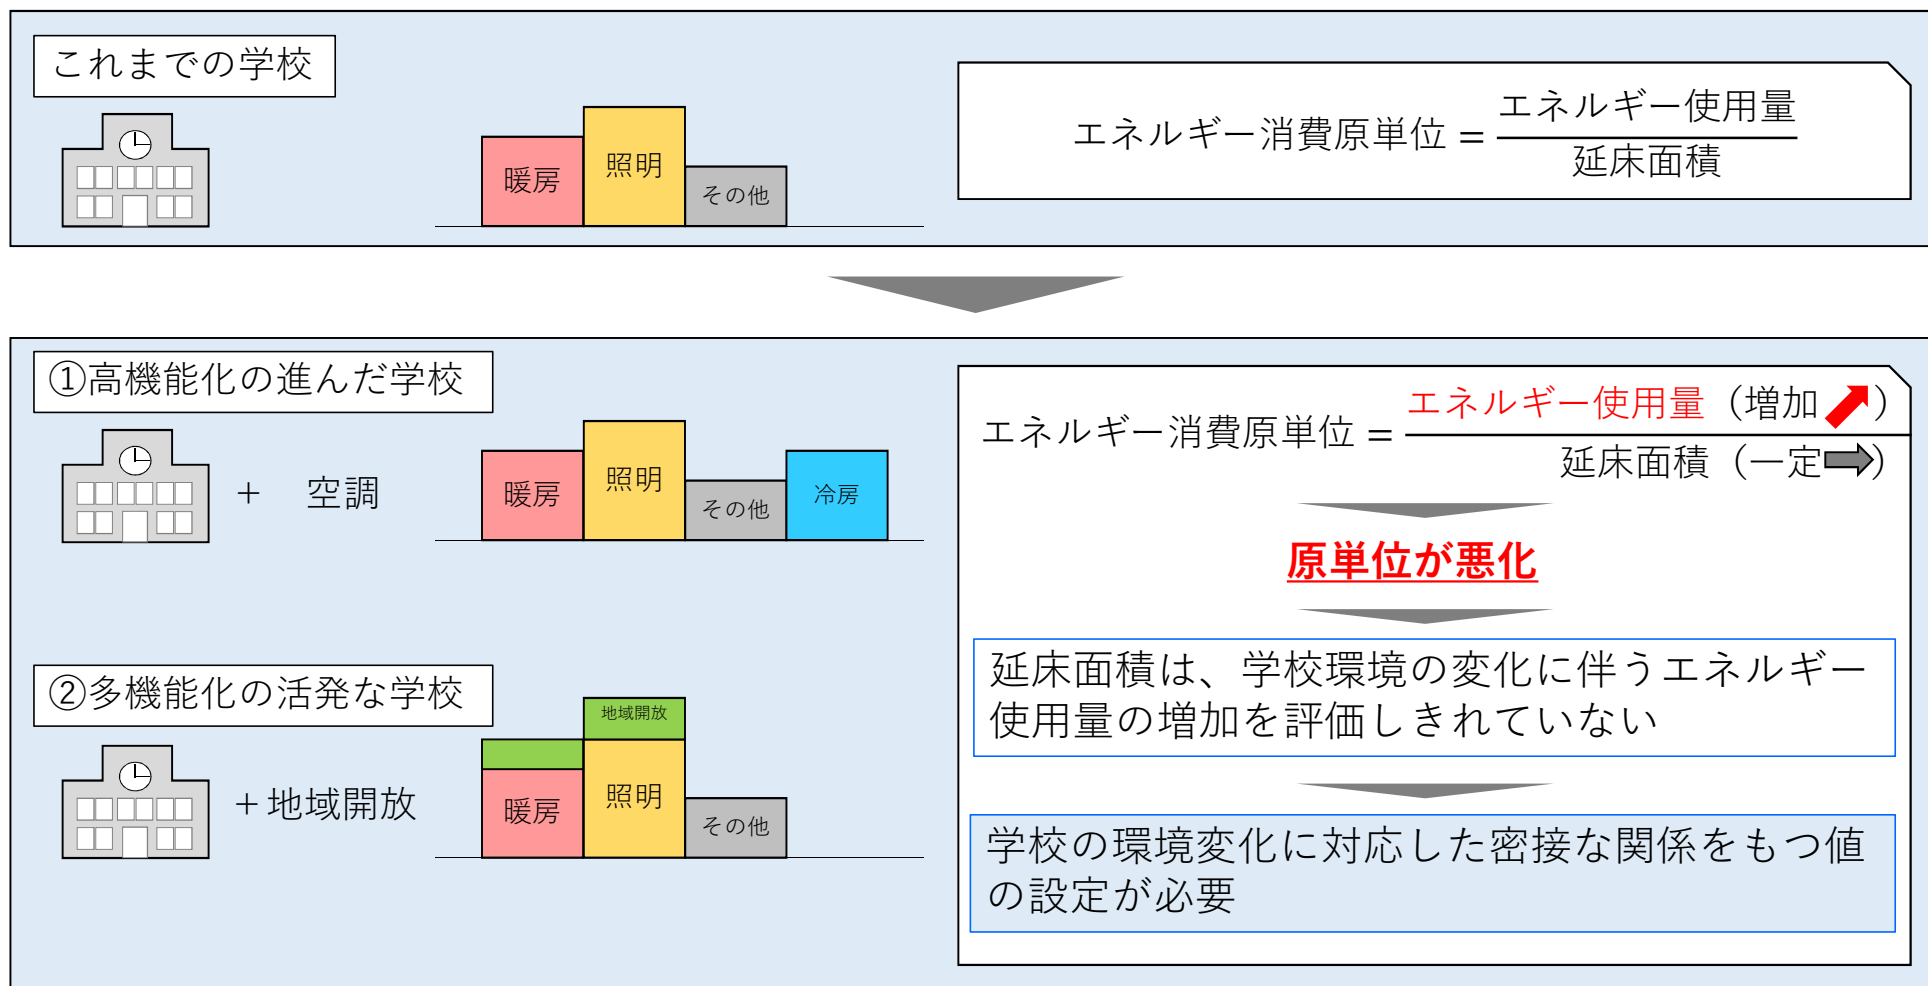 これまでの学校
暖房
照明
その他
エネルギー消費原単位 = エネルギー使用量
延床面積
①高機能化の進んだ学校
+ 空調
暖房
照明
その他
冷房
②多機能化の活発な学校
+地域開放
地域開放
暖房
照明
その他
エネルギー消費原単位 = エネルギー使用量（増加）
延床面積（一定）
原単位が悪化
延床面積は、学校環境の変化に伴うエネルギー
使用量の増加を評価しきれていない
学校の環境変化に対応した密接な関係をもつ値
の設定が必要